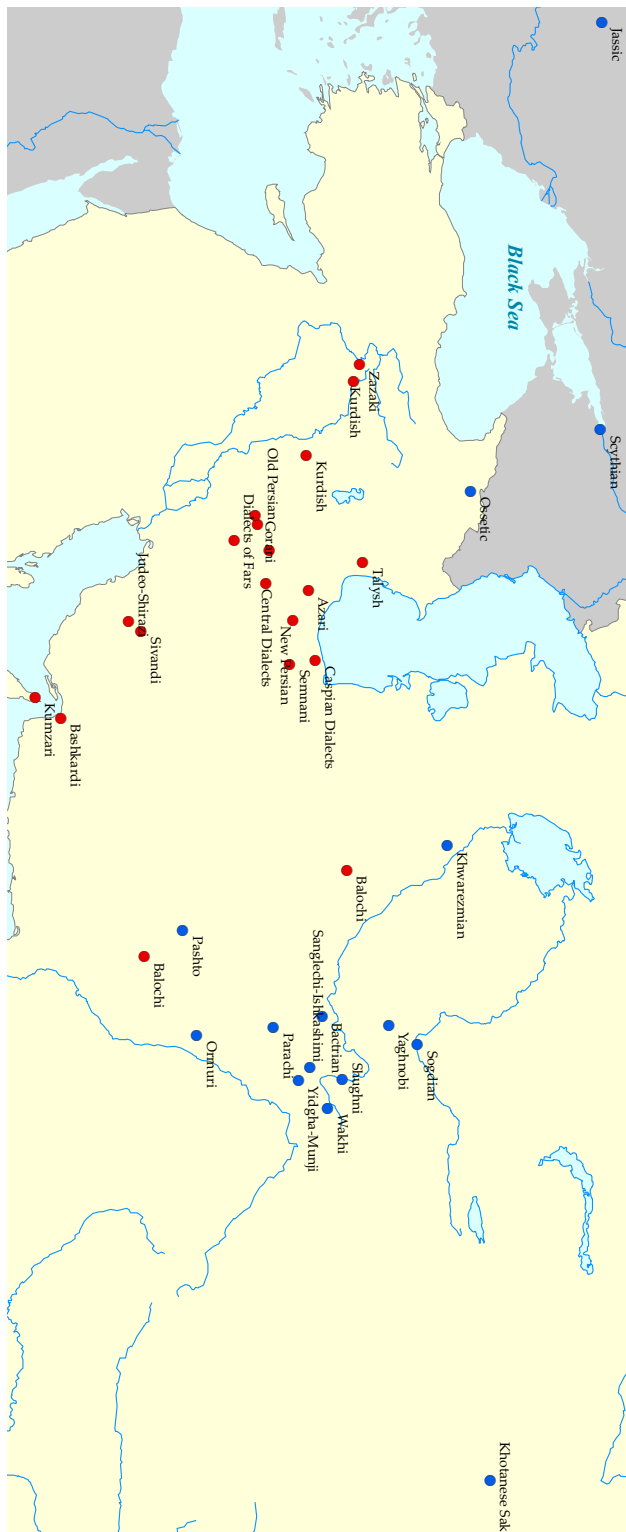 Jassic
Black Sea
Scythian
Zazaki
Kurdish
Kurdish
Ossetic
Old Persian
Gorani
Dialects of Fars
Talysh
Azari
Central Dialects
New Persian
Semnani
Caspian Dialects
Judeo-Shirazi
Sivandi
Kumzari
Bashkardi
Khwarezmian
Balochi
Pashto
Balochi
Sanglechi-Ishkashimi
Bactrian
Yaghnobi
Sogdian
Ormuri
Parachi
Shughni
Yidgha-Munji
Wakhi
Khotanese Sak